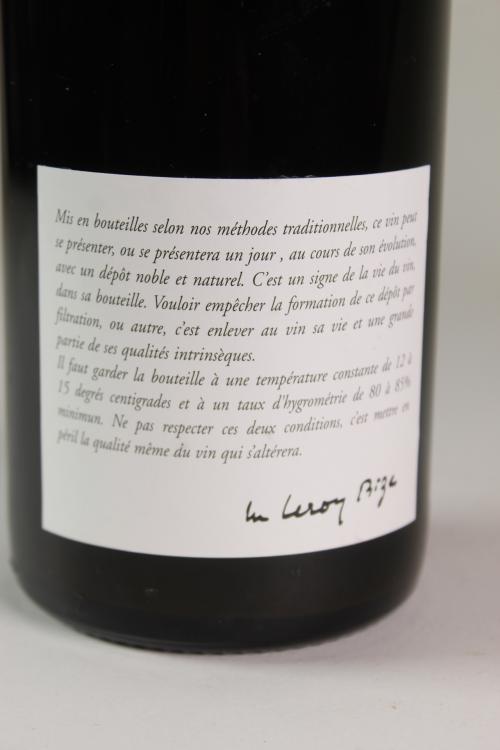 Mis en bouteilles selon nos méthodes traditionnelles, ce vin peut
se présenter, ou se présentera un jour , au cours de son évolution,
avec un dépôt noble et naturel. C'est un signe de la vie du vin,
dans sa bouteille. Vouloir empêcher la formation de ce dépôt par
filtration, ou autre, c'est enlever au vin sa vie et une grande
partie de ses qualités intrinsèques.
Il faut garder la bouteille à une température constante de 12 à
15 degrés centigrades et à un taux d'hygrométrie de 80 à 85%
minimun. Ne pas respecter ces deux conditions, c'est mettre en
péril la qualité même du vin qui s'altérera.
Leroy Bize